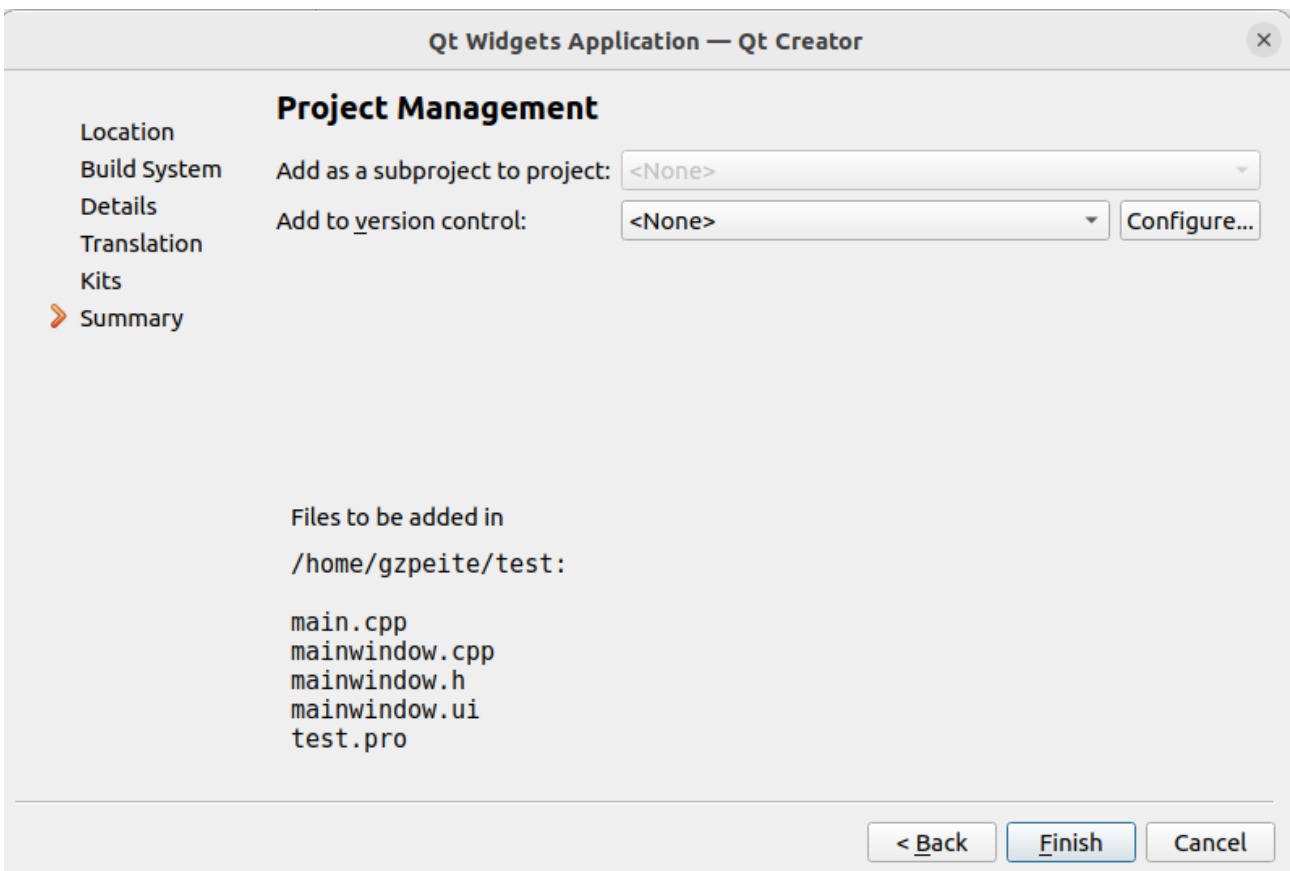 Qt Widgets Application — Qt Creator
Location
Build System
Details
Translation
Kits
Summary
Project Management
Add as a subproject to project: <None>
Add to version control: <None> Configure...
Files to be added in
/home/gzpeite/test:
main.cpp
mainwindow.cpp
mainwindow.h
mainwindow.ui
test.pro
< Back Finish Cancel